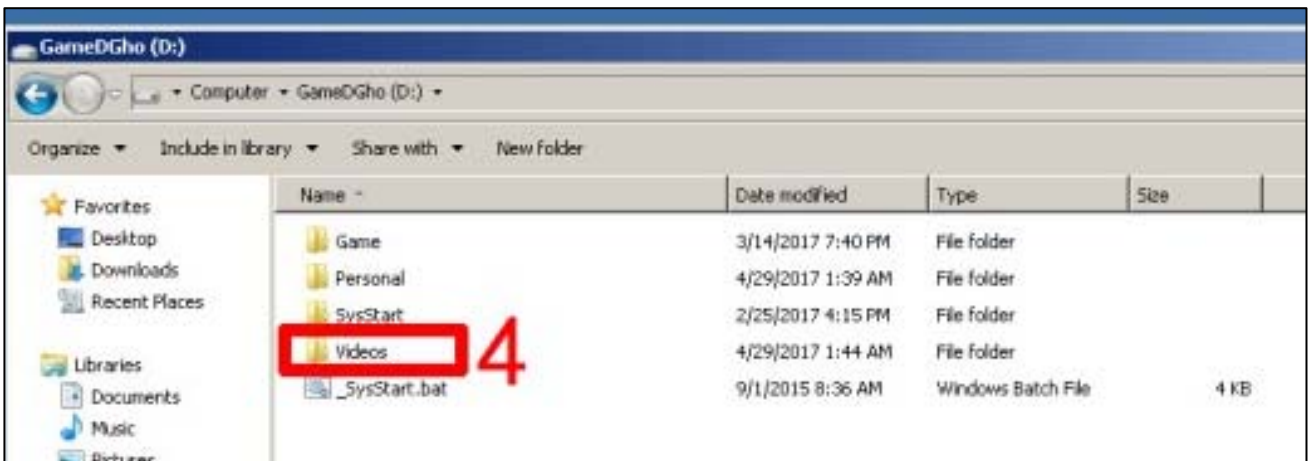 GameDGho (D:)
Computer GameDGho (D:)
Organize Include in library Share with New folder
Name Date modified Type Size
Favorites
Desktop
Downloads
Recent Places
Libraries
Documents
Music
Pictures
Game 3/14/2017 7:40 PM File folder
Personal 4/29/2017 1:39 AM File folder
SysStart 2/25/2017 4:15 PM File folder
Videos 4/29/2017 1:44 AM File folder
4
_SysStart.bat 9/1/2015 8:36 AM Windows Batch File 4 KB